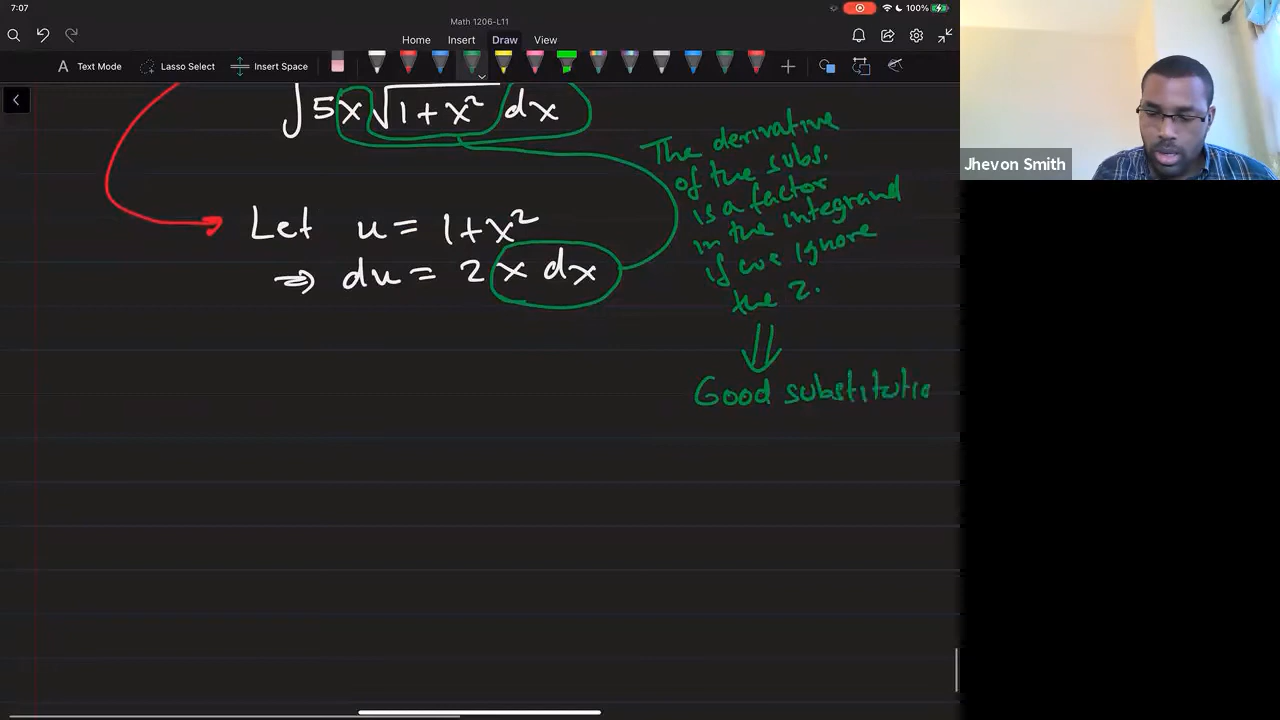 7:07
100%
Math 1206-L11
Home Insert Draw View
Text Mode Lasso Select Insert Space
∫ 5x √(1+x²) dx
Let u = 1+x²
⇒ du = 2 x dx
The derivative
of the subs.
is a factor
in the integrand
if we ignore
the 2.
⇓
Good substitutio
Jhevon Smith